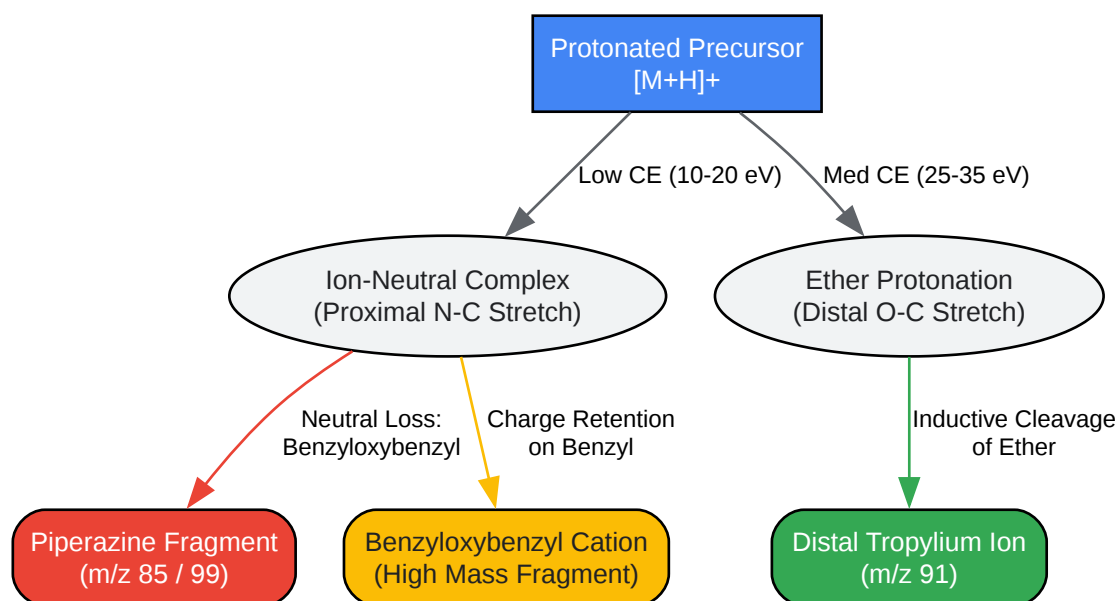 Protonated Precursor
[M+H]+
Low CE (10-20 eV)
Med CE (25-35 eV)
Ion-Neutral Complex
(Proximal N-C Stretch)
Ether Protonation
(Distal O-C Stretch)
Neutral Loss:
Benzyloxybenzyl
Charge Retention
on Benzyl
Inductive Cleavage
of Ether
Piperazine Fragment
(m/z 85 / 99)
Benzyloxybenzyl Cation
(High Mass Fragment)
Distal Tropylium Ion
(m/z 91)